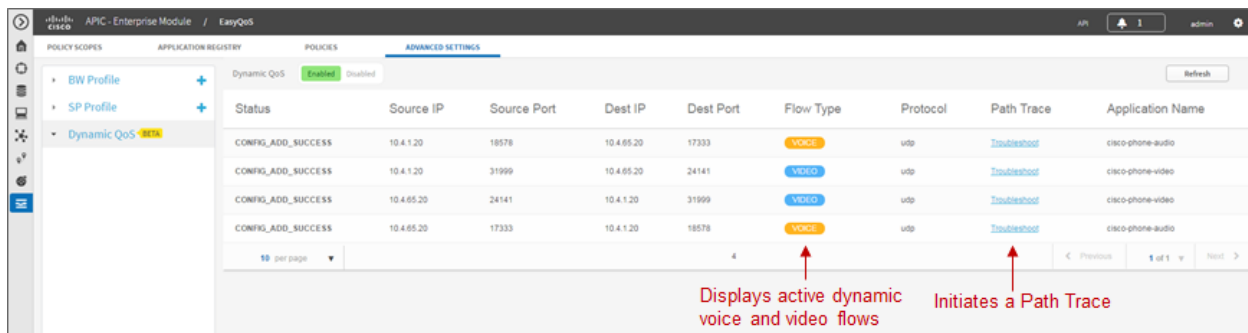 cisco APIC - Enterprise Module / EasyQoS API 1 admin
POLICY SCOPES APPLICATION REGISTRY POLICIES ADVANCED SETTINGS
BW Profile +
SP Profile +
Dynamic QoS BETA
Dynamic QoS Enabled Disabled Refresh
Status Source IP Source Port Dest IP Dest Port Flow Type Protocol Path Trace Application Name
CONFIG_ADD_SUCCESS 10.4.1.20 18578 10.4.65.20 17333 VOICE udp Troubleshoot cisco-phone-audio
CONFIG_ADD_SUCCESS 10.4.1.20 31999 10.4.65.20 24141 VIDEO udp Troubleshoot cisco-phone-video
CONFIG_ADD_SUCCESS 10.4.65.20 24141 10.4.1.20 31999 VIDEO udp Troubleshoot cisco-phone-video
CONFIG_ADD_SUCCESS 10.4.65.20 17333 10.4.1.20 18578 VOICE udp Troubleshoot cisco-phone-audio
10 per page 4 < Previous 1 of 1 Next >
Displays active dynamic
voice and video flows
Initiates a Path Trace